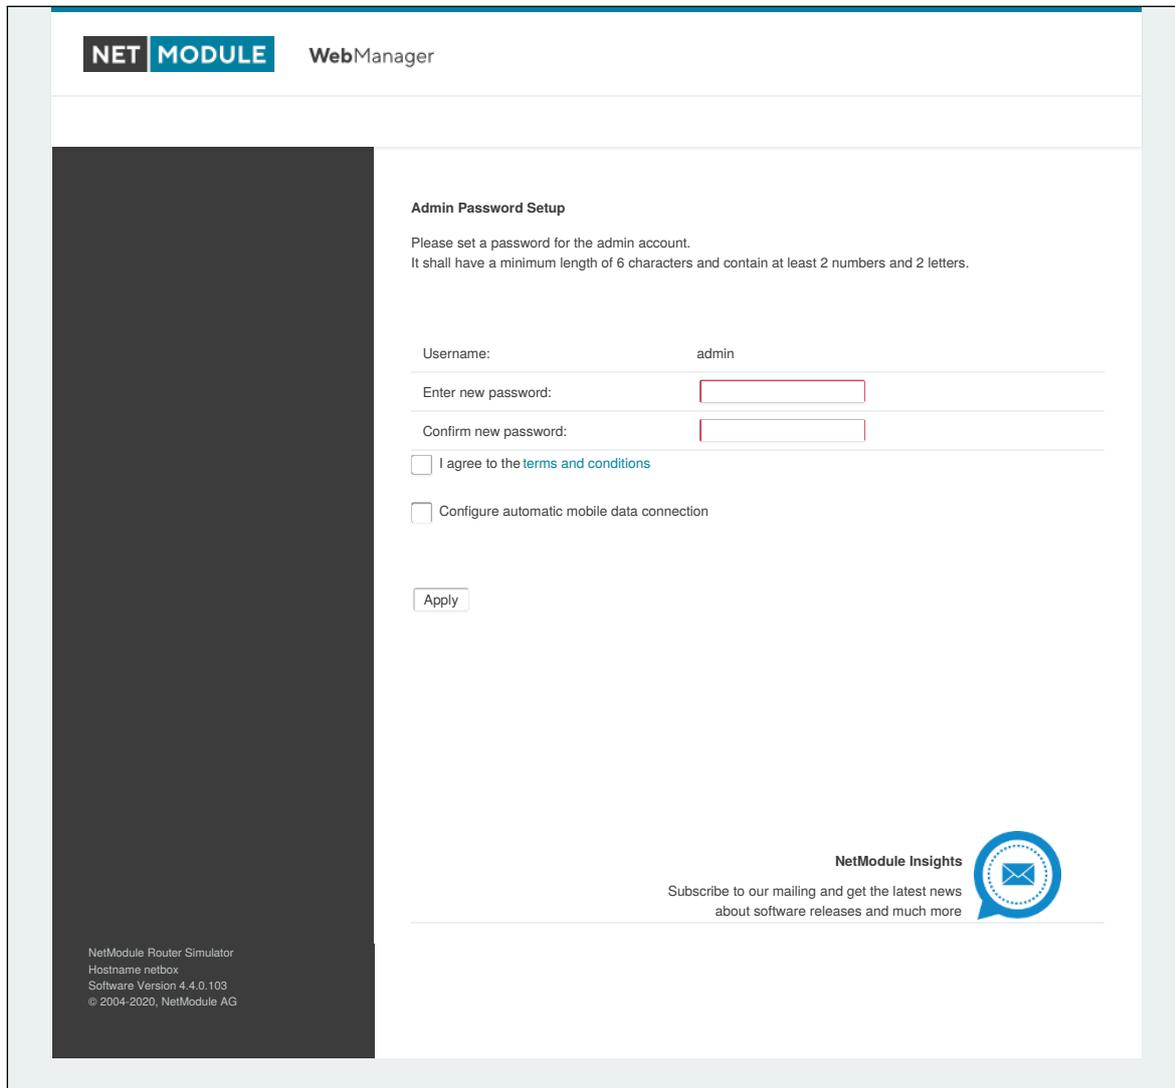 NET MODULE WebManager
Admin Password Setup
Please set a password for the admin account.
It shall have a minimum length of 6 characters and contain at least 2 numbers and 2 letters.
Username: admin
Enter new password:
Confirm new password:
I agree to the terms and conditions
Configure automatic mobile data connection
Apply
NetModule Insights
Subscribe to our mailing and get the latest news
about software releases and much more
NetModule Router Simulator
Hostname netbox
Software Version 4.4.0.103
© 2004-2020, NetModule AG